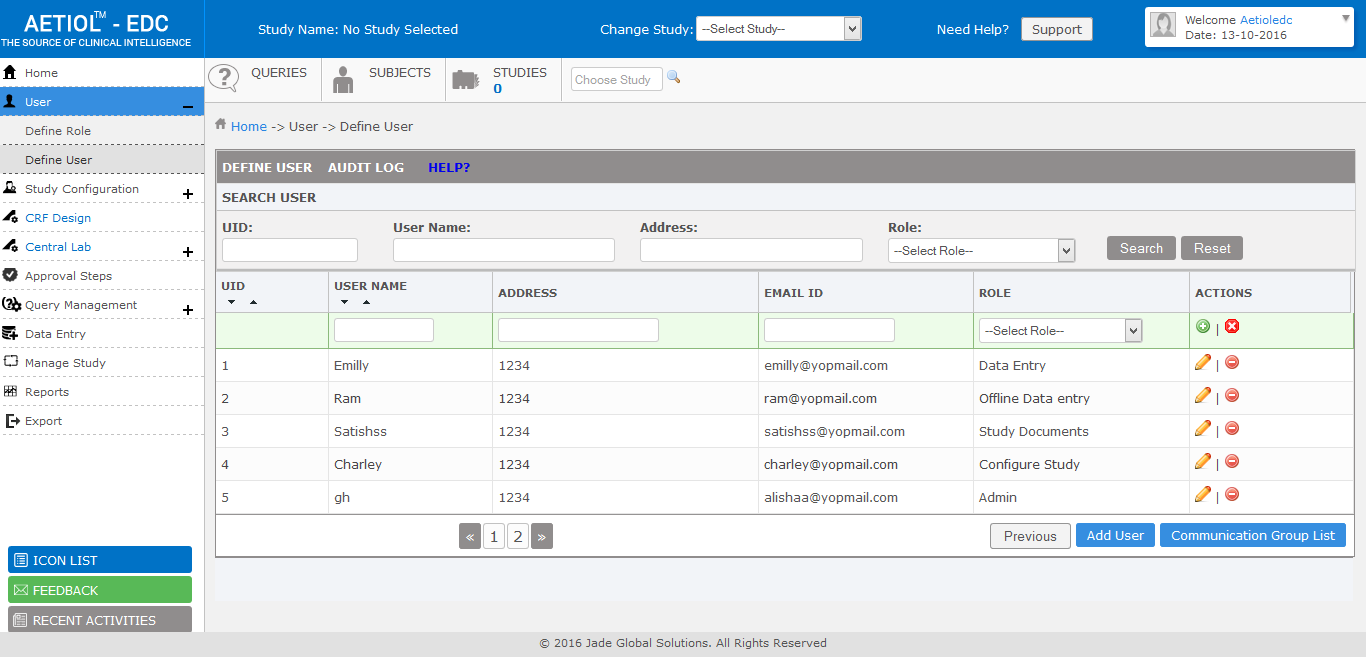 AETIOL™ - EDC
THE SOURCE OF CLINICAL INTELLIGENCE
Study Name: No Study Selected
Change Study: --Select Study--
Need Help? Support
Welcome Aetioledc
Date: 13-10-2016
Home
User
Define Role
Define User
Study Configuration
CRF Design
Central Lab
Approval Steps
Query Management
Data Entry
Manage Study
Reports
Export
ICON LIST
FEEDBACK
RECENT ACTIVITIES
? QUERIES
SUBJECTS
STUDIES
0
Choose Study
Home -> User -> Define User
DEFINE USER AUDIT LOG HELP?
SEARCH USER
UID: User Name: Address: Role:
--Select Role-- Search Reset
UID USER NAME ADDRESS EMAIL ID ROLE ACTIONS
--Select Role-- |
1 Emilly 1234 emilly@yopmail.com Data Entry |
2 Ram 1234 ram@yopmail.com Offline Data entry |
3 Satishss 1234 satishss@yopmail.com Study Documents |
4 Charley 1234 charley@yopmail.com Configure Study |
5 gh 1234 alishaa@yopmail.com Admin |
« 1 2 » Previous Add User Communication Group List
© 2016 Jade Global Solutions. All Rights Reserved